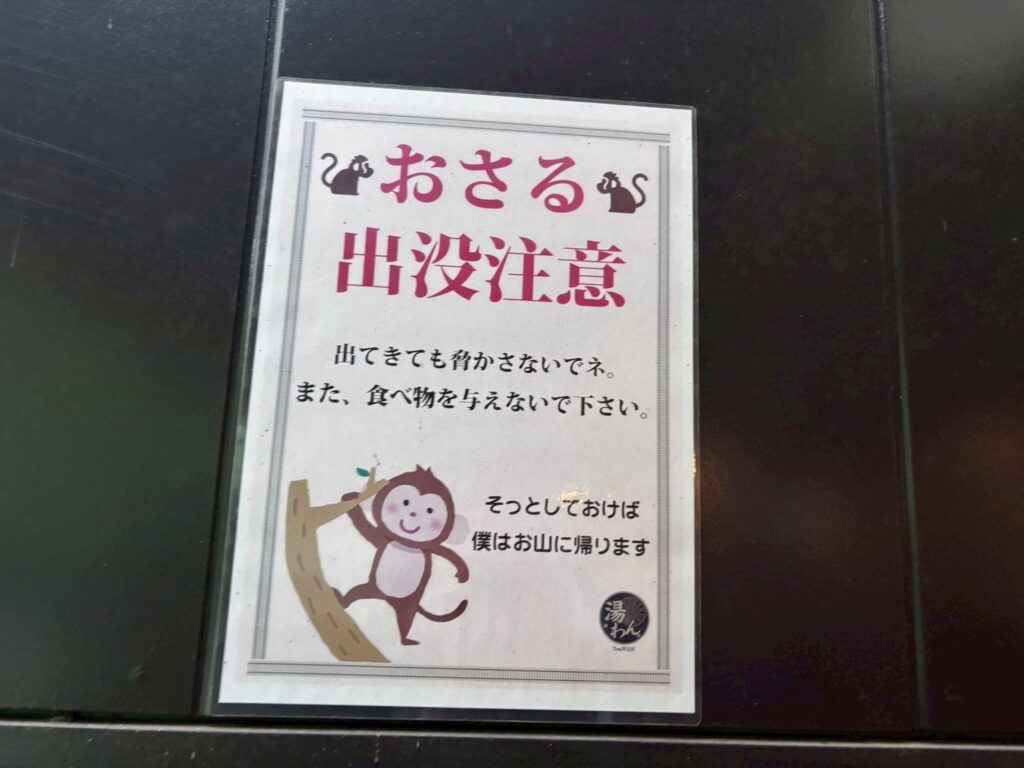 おさる
出没注意
出てきても脅かさないでネ。
また、食べ物を与えないで下さい。
そっとしておけば
僕はお山に帰ります
湯
わん